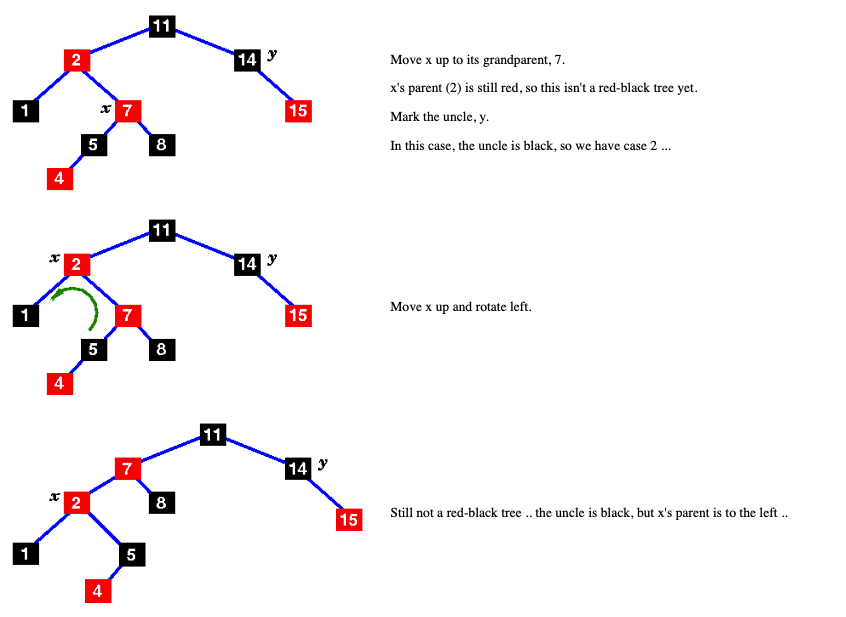 11
2
14 y
1
x 7
15
5
8
4
Move x up to its grandparent, 7.
x's parent (2) is still red, so this isn't a red-black tree yet.
Mark the uncle, y.
In this case, the uncle is black, so we have case 2 ...
11
x 2
14 y
1
7
15
5
8
4
Move x up and rotate left.
11
7
14 y
x 2
8
15
1
5
4
Still not a red-black tree .. the uncle is black, but x's parent is to the left ..